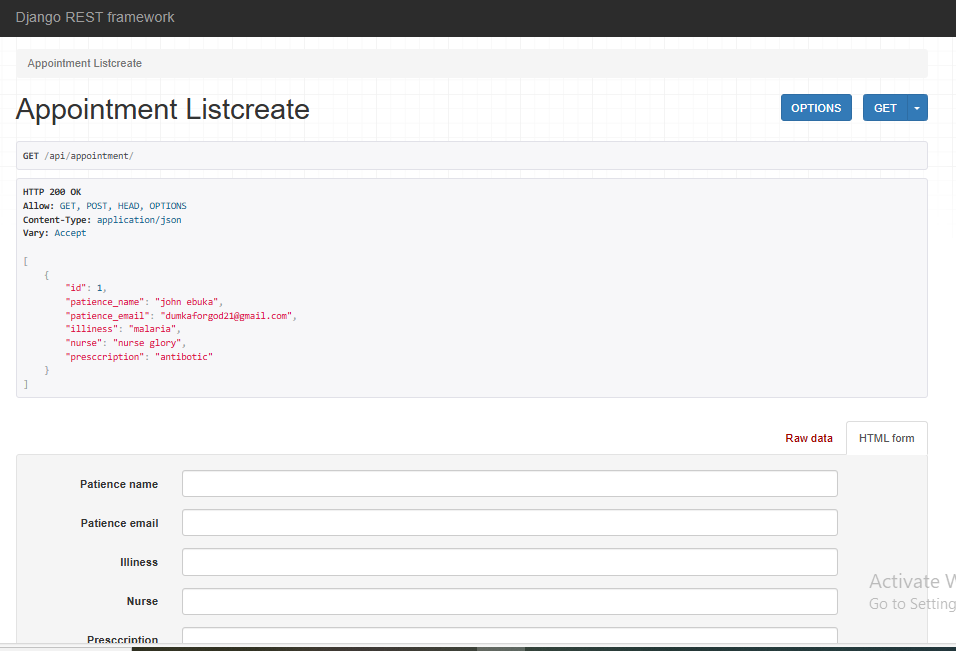 Django REST framework
Appointment Listcreate
Appointment Listcreate
OPTIONS
GET
GET /api/appointment/
HTTP 200 OK
Allow: GET, POST, HEAD, OPTIONS
Content-Type: application/json
Vary: Accept
[
{
"id": 1,
"patience_name": "john ebuka",
"patience_email": "dumkaforgod21@gmail.com",
"illiness": "malaria",
"nurse": "nurse glory",
"presccription": "antibotic"
}
]
Raw data
HTML form
Patience name
Patience email
Illiness
Nurse
Presccription
Activate W
Go to Setting